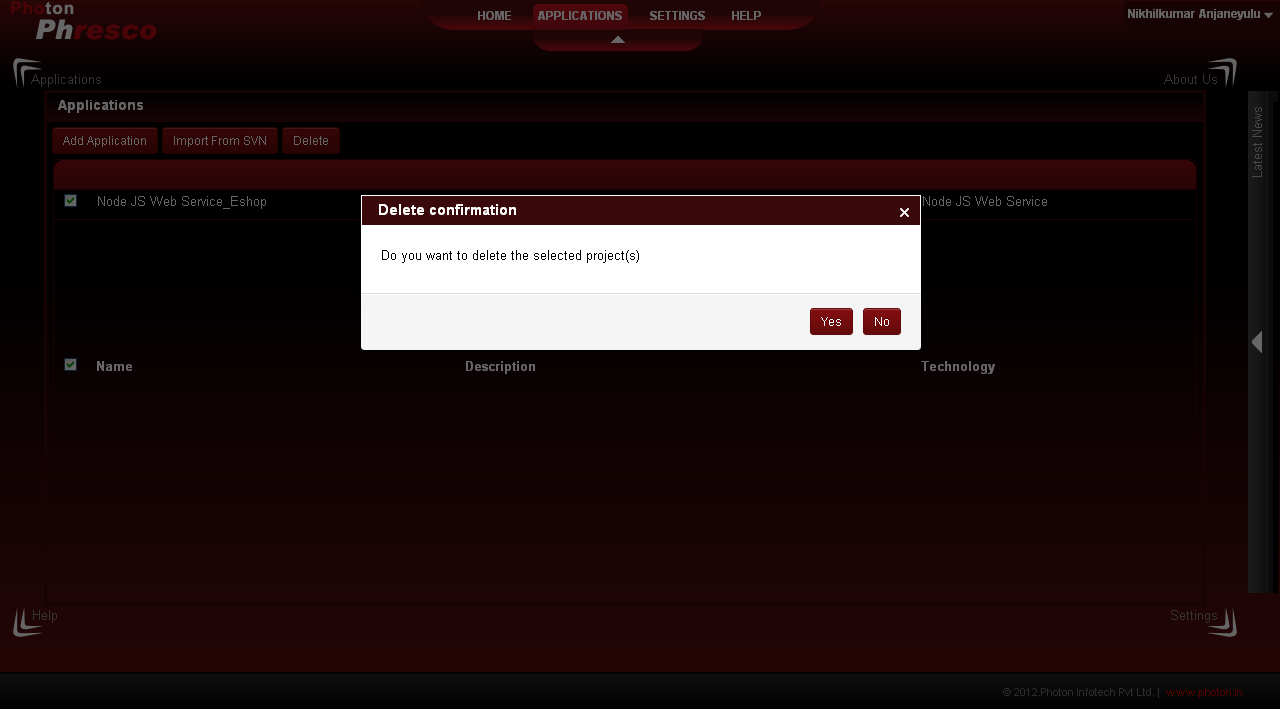 Photon
Phresco
HOME APPLICATIONS SETTINGS HELP
Nikhilkumar Anjaneyulu
Applications
About Us
Applications
Latest News
Add Application Import From SVN Delete
Node JS Web Service_Eshop Node JS Web Service
Delete confirmation
Do you want to delete the selected project(s)
Yes No
Name Description Technology
Help
Settings
© 2012.Photon Infotech Pvt Ltd. | www.photon.in